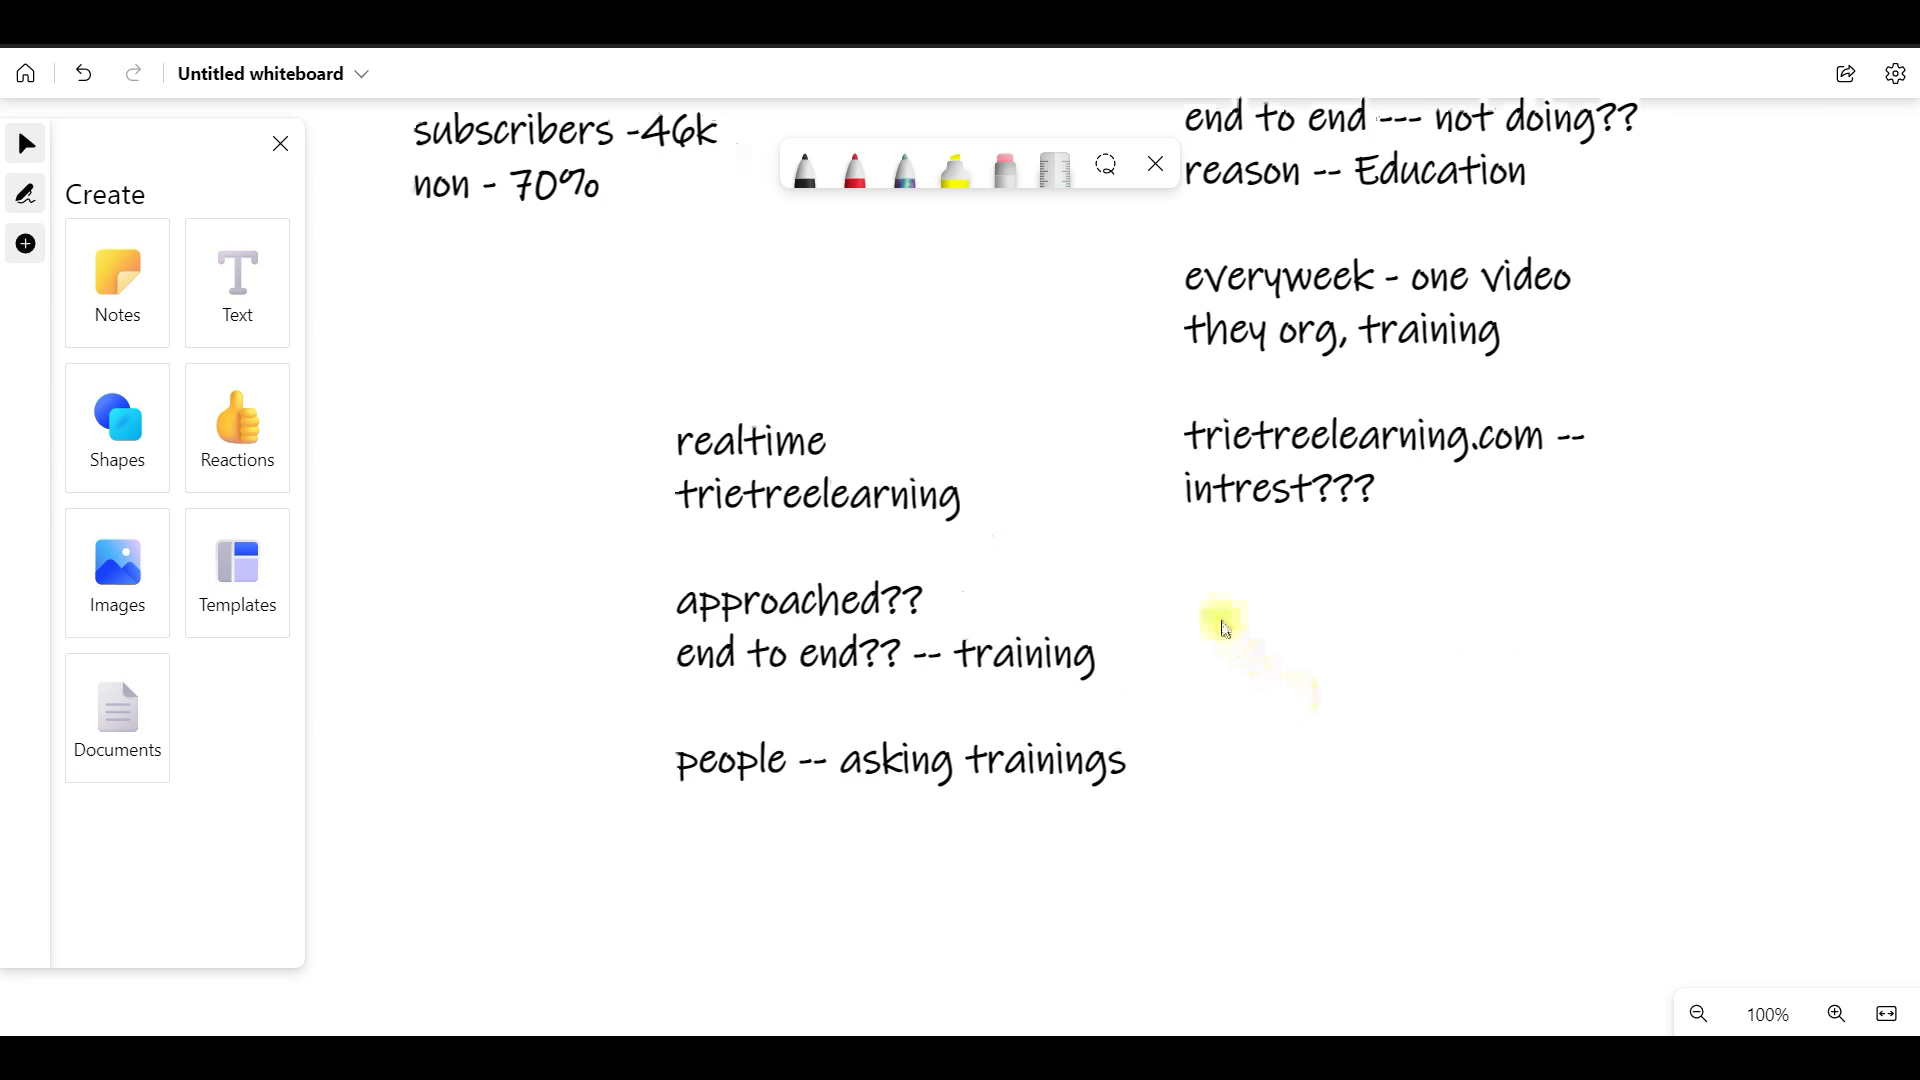 Untitled whiteboard
Create
Notes
Text
Shapes
Reactions
Images
Templates
Documents
subscribers -46k
non - 70%
end to end --- not doing??
reason -- Education
everyweek - one video
they org, training
trietreelearning.com --
intrest???
realtime
trietreelearning
approached??
end to end?? -- training
people -- asking trainings
100%